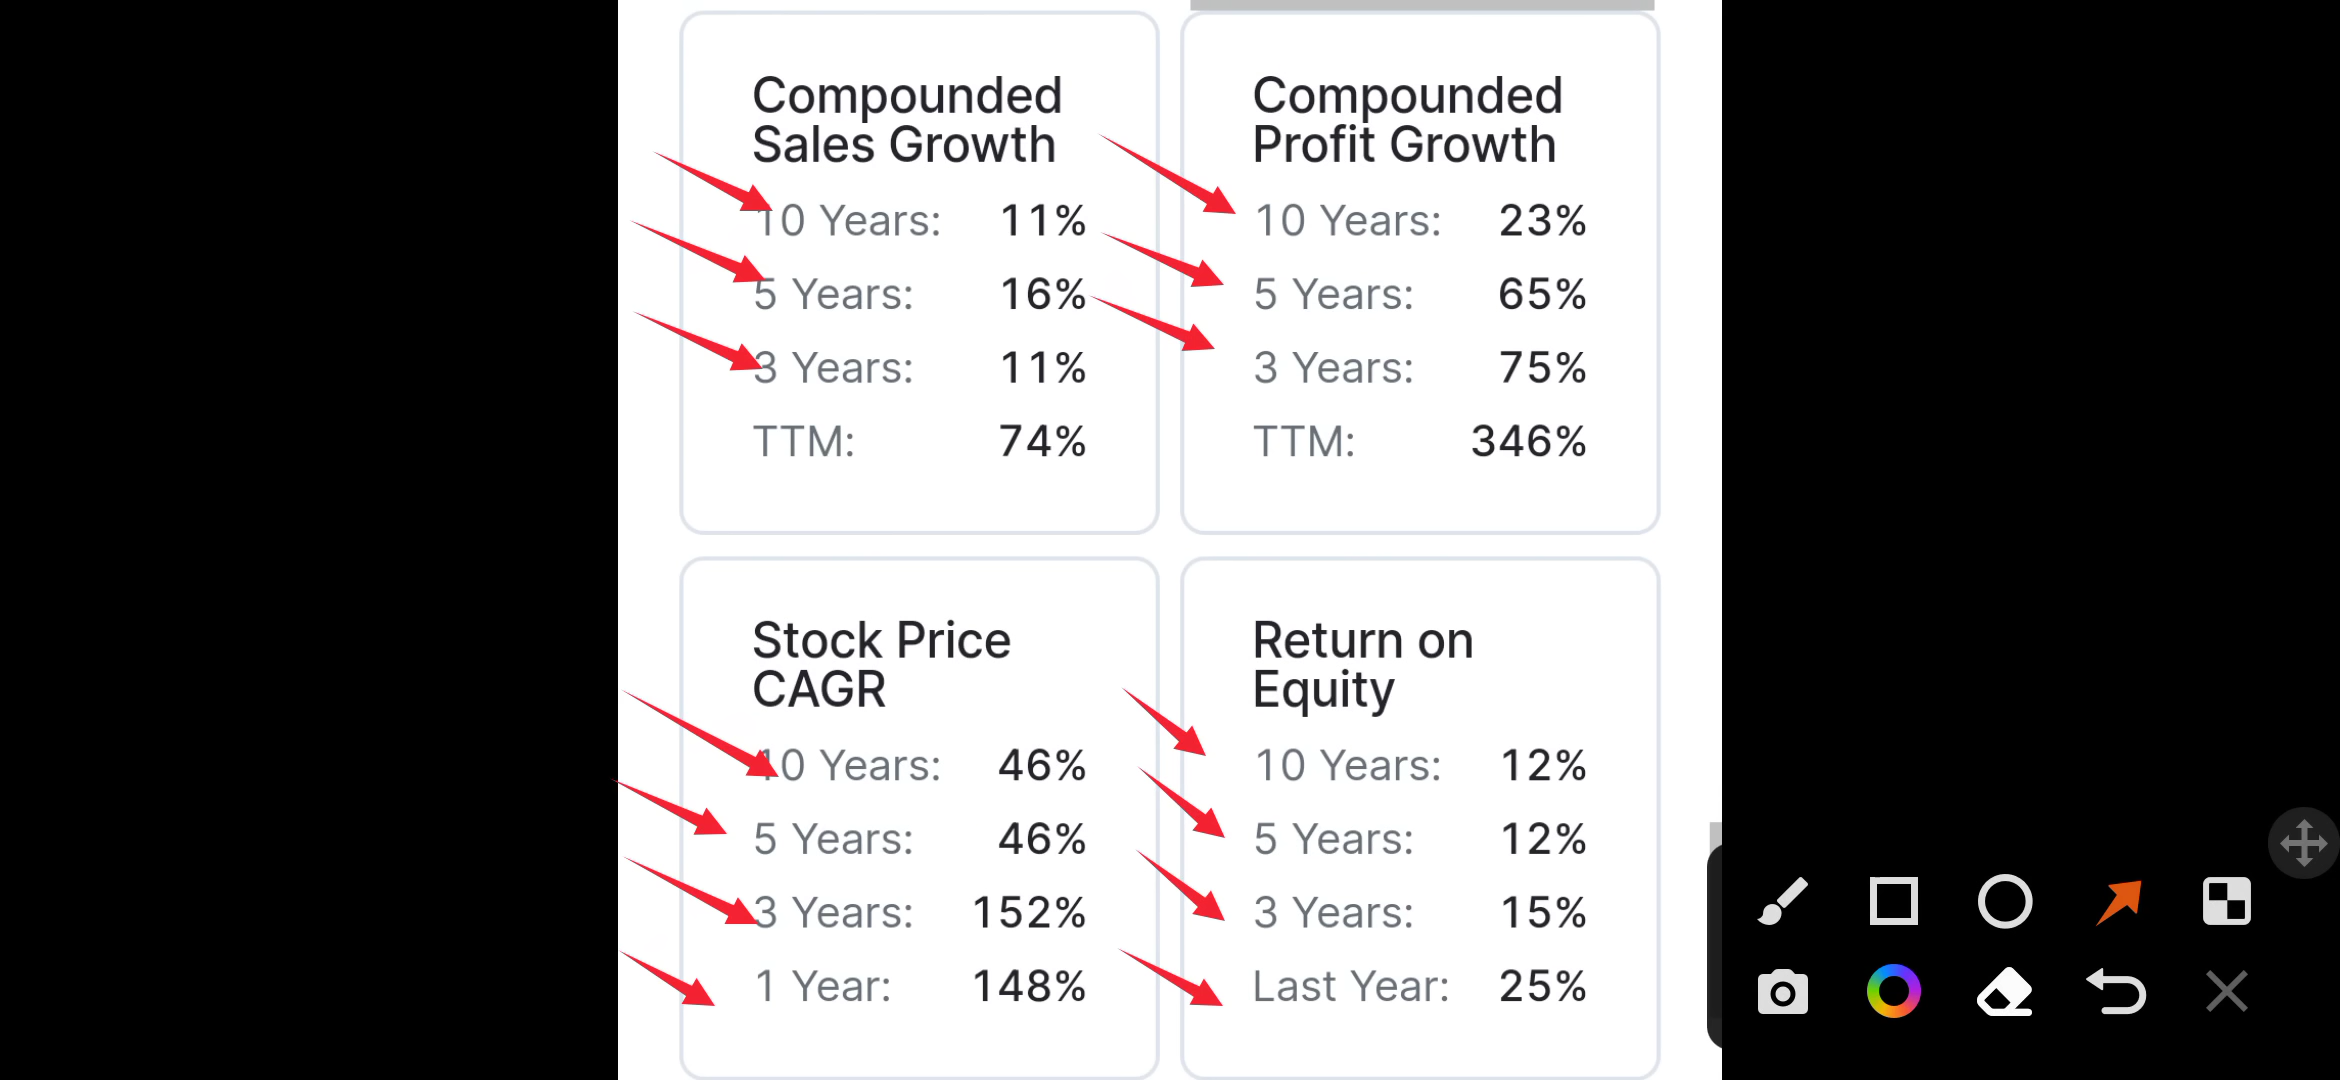 Compounded
Sales Growth
10 Years: 11%
5 Years: 16%
3 Years: 11%
TTM: 74%
Compounded
Profit Growth
10 Years: 23%
5 Years: 65%
3 Years: 75%
TTM: 346%
Stock Price
CAGR
10 Years: 46%
5 Years: 46%
3 Years: 152%
1 Year: 148%
Return on
Equity
10 Years: 12%
5 Years: 12%
3 Years: 15%
Last Year: 25%